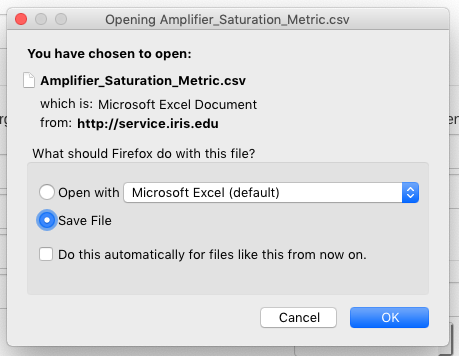 Opening Amplifier_Saturation_Metric.csv
You have chosen to open:
Amplifier_Saturation_Metric.csv
which is: Microsoft Excel Document
from: http://service.iris.edu
What should Firefox do with this file?
Open with Microsoft Excel (default)
Save File
Do this automatically for files like this from now on.
Cancel OK